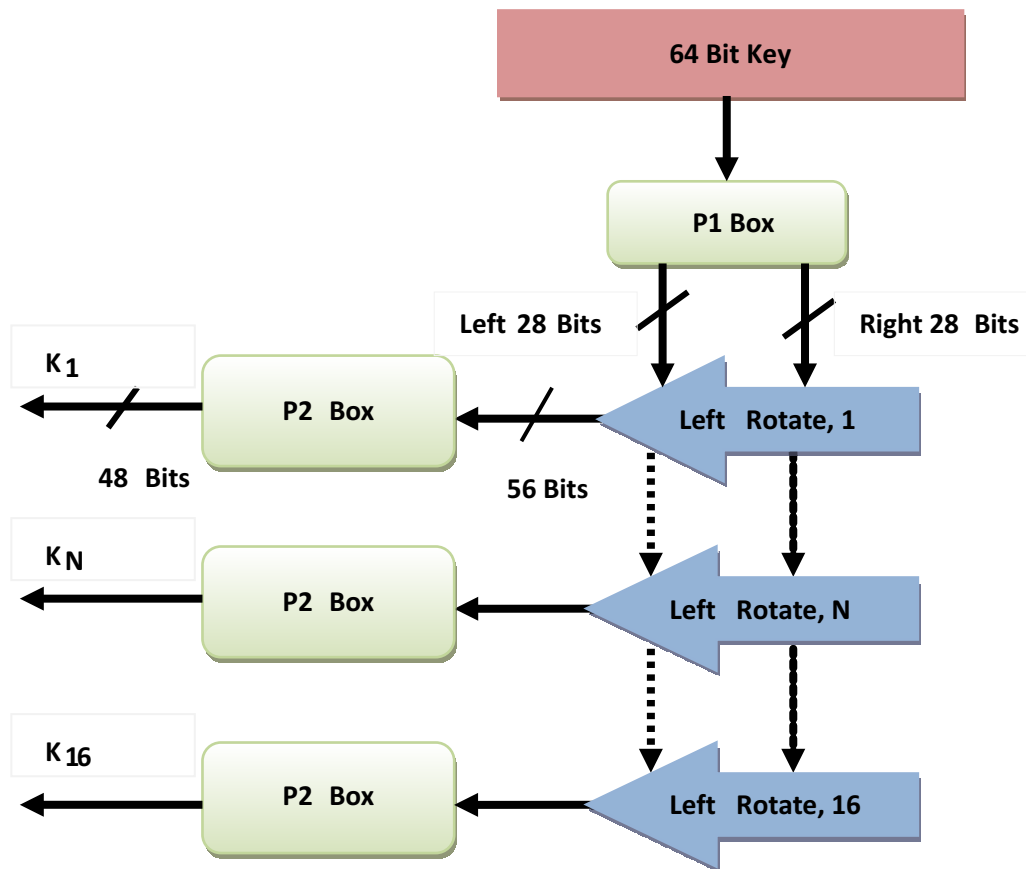 64 Bit Key
P1 Box
Left 28 Bits
Right 28 Bits
K1
P2 Box
Left Rotate, 1
48 Bits
56 Bits
KN
P2 Box
Left Rotate, N
K16
P2 Box
Left Rotate, 16